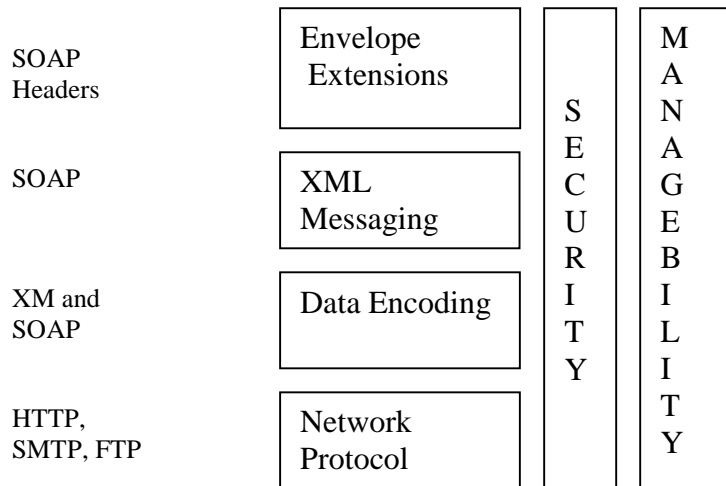 SOAP
Headers
Envelope
Extensions
SOAP
XML
Messaging
XM and
SOAP
Data Encoding
HTTP,
SMTP, FTP
Network
Protocol
S
E
C
U
R
I
T
Y
M
A
N
A
G
E
B
I
L
I
T
Y